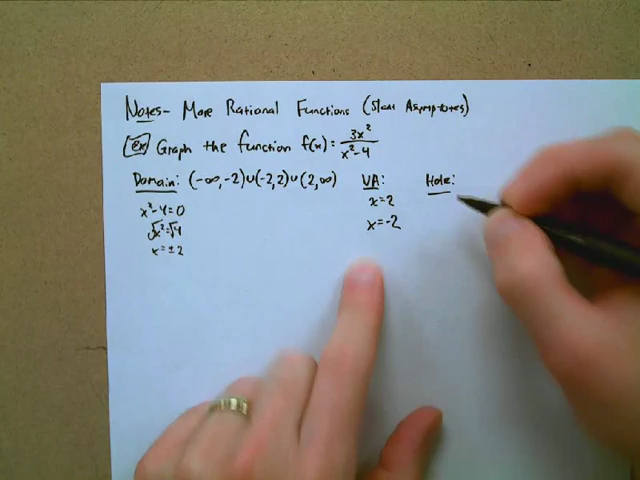 Notes- More Rational Functions (Slant Asymptotes)
Ex Graph the function f(x) = 3x²/(x²-4)
Domain: (-∞,-2)∪(-2,2)∪(2,∞) VA: Hole:
x²-4=0 x=2
√x²=√4 x=-2
x=±2